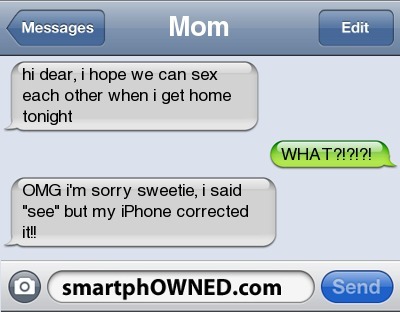 Messages Mom Edit
hi dear, i hope we can sex
each other when i get home
tonight
WHAT?!?!?!
OMG i'm sorry sweetie, i said
"see" but my iPhone corrected
it!!
smartphOWNED.com Send